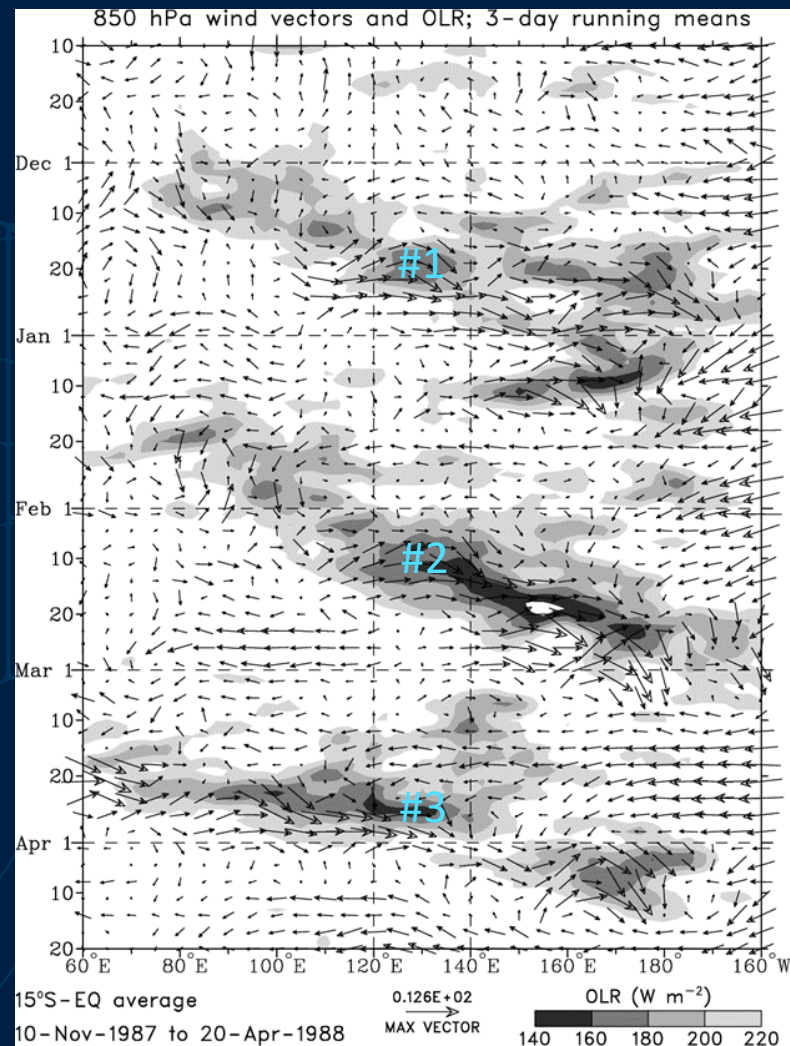 850 hPa wind vectors and OLR; 3-day running means
10
20
Dec 1
10
#1
20
Jan 1
10
20
Feb 1
#2
10
20
Mar 1
10
20
#3
Apr 1
10
20
60°E 80°E 100°E 120°E 140°E 160°E 180° 160°W
15°S-EQ average
10-Nov-1987 to 20-Apr-1988
0.126E+02
MAX VECTOR
OLR (W m⁻²)
140 160 180 200 220